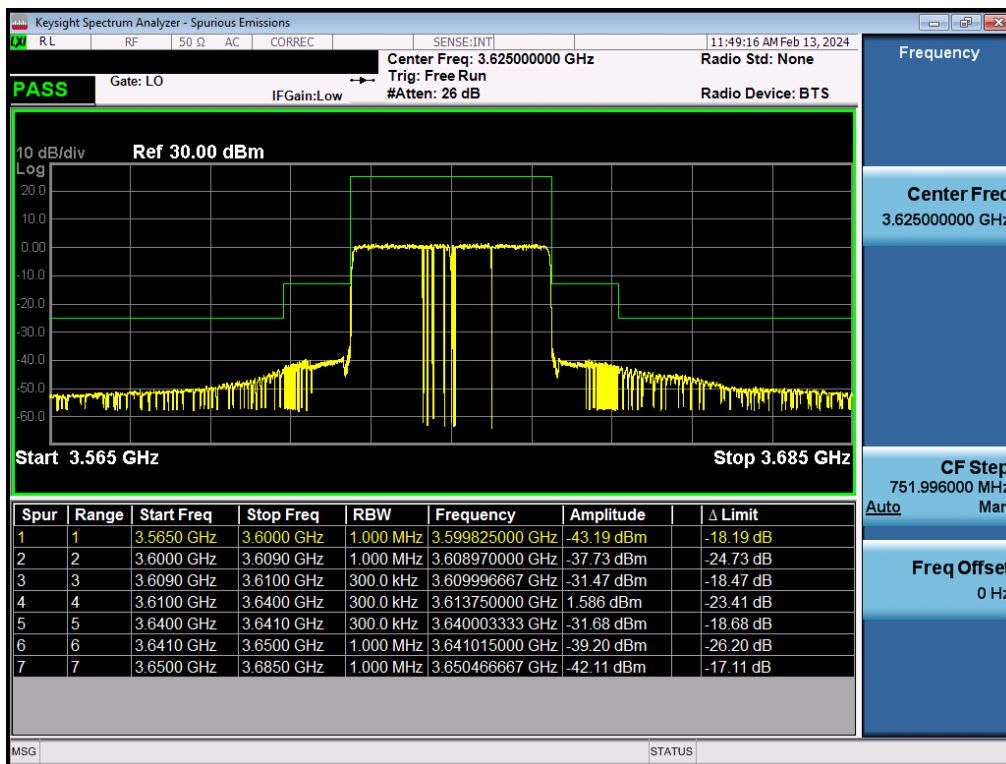 Keysight Spectrum Analyzer - Spurious Emissions
LXI RL RF 50 Ω AC CORREC SENSE:INT 11:49:16 AM Feb 13, 2024
Center Freq: 3.625000000 GHz Radio Std: None
Trig: Free Run
PASS Gate: LO IFGain:Low #Atten: 26 dB Radio Device: BTS
10 dB/div Ref 30.00 dBm
Log
20.0
10.0
0.00
-10.0
-20.0
-30.0
-40.0
-50.0
-60.0
Start 3.565 GHz Stop 3.685 GHz
Spur Range Start Freq Stop Freq RBW Frequency Amplitude Δ Limit
1 1 3.5650 GHz 3.6000 GHz 1.000 MHz 3.599825000 GHz -43.19 dBm -18.19 dB
2 2 3.6000 GHz 3.6090 GHz 1.000 MHz 3.608970000 GHz -37.73 dBm -24.73 dB
3 3 3.6090 GHz 3.6100 GHz 300.0 kHz 3.609996667 GHz -31.47 dBm -18.47 dB
4 4 3.6100 GHz 3.6400 GHz 300.0 kHz 3.613750000 GHz 1.586 dBm -23.41 dB
5 5 3.6400 GHz 3.6410 GHz 300.0 kHz 3.640003333 GHz -31.68 dBm -18.68 dB
6 6 3.6410 GHz 3.6500 GHz 1.000 MHz 3.641015000 GHz -39.20 dBm -26.20 dB
7 7 3.6500 GHz 3.6850 GHz 1.000 MHz 3.650466667 GHz -42.11 dBm -17.11 dB
MSG STATUS
Frequency
Center Freq
3.625000000 GHz
CF Step
751.996000 MHz
Auto Man
Freq Offset
0 Hz